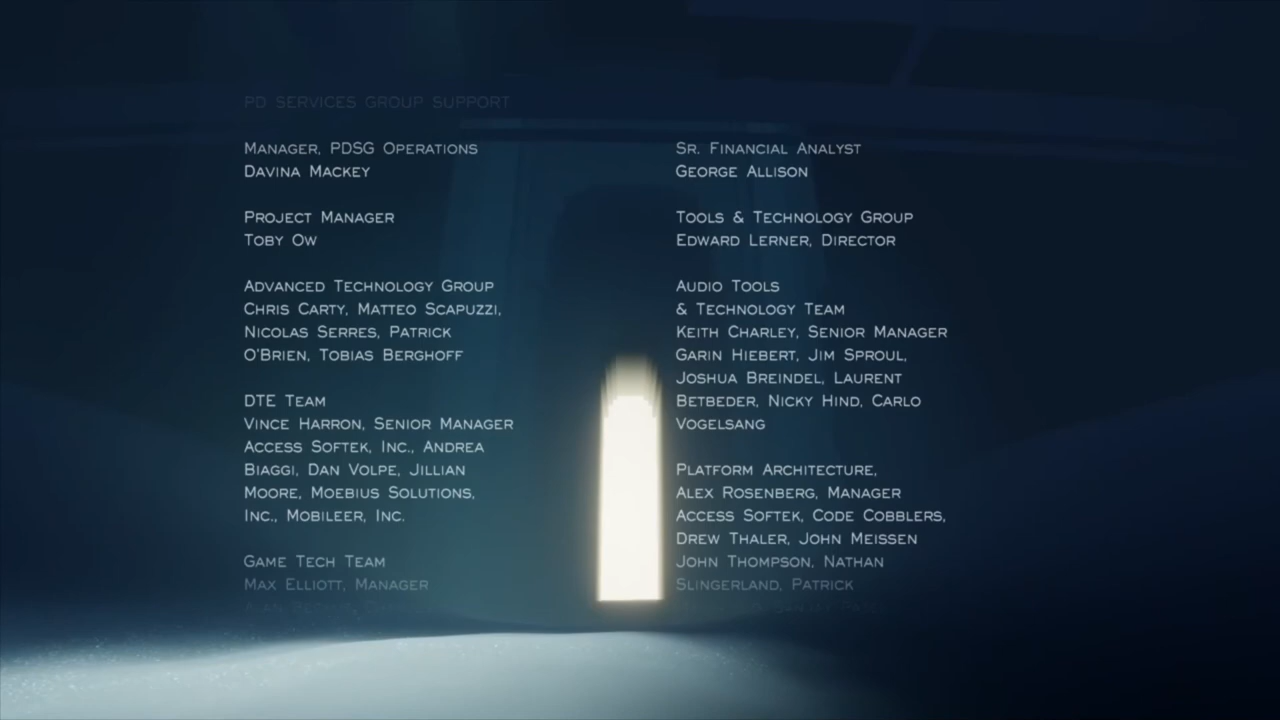 PD SERVICES GROUP SUPPORT
MANAGER, PDSG OPERATIONS
DAVINA MACKEY
PROJECT MANAGER
TOBY OW
ADVANCED TECHNOLOGY GROUP
CHRIS CARTY, MATTEO SCAPUZZI,
NICOLAS SERRES, PATRICK
O'BRIEN, TOBIAS BERGHOFF
DTE TEAM
VINCE HARRON, SENIOR MANAGER
ACCESS SOFTEK, INC., ANDREA
BIAGGI, DAN VOLPE, JILLIAN
MOORE, MOEBIUS SOLUTIONS,
INC., MOBILEER, INC.
GAME TECH TEAM
MAX ELLIOTT, MANAGER
SR. FINANCIAL ANALYST
GEORGE ALLISON
TOOLS & TECHNOLOGY GROUP
EDWARD LERNER, DIRECTOR
AUDIO TOOLS
& TECHNOLOGY TEAM
KEITH CHARLEY, SENIOR MANAGER
GARIN HIEBERT, JIM SPROUL,
JOSHUA BREINDEL, LAURENT
BETBEDER, NICKY HIND, CARLO
VOGELSANG
PLATFORM ARCHITECTURE,
ALEX ROSENBERG, MANAGER
ACCESS SOFTEK, CODE COBBLERS,
DREW THALER, JOHN MEISSEN
JOHN THOMPSON, NATHAN
SLINGERLAND, PATRICK